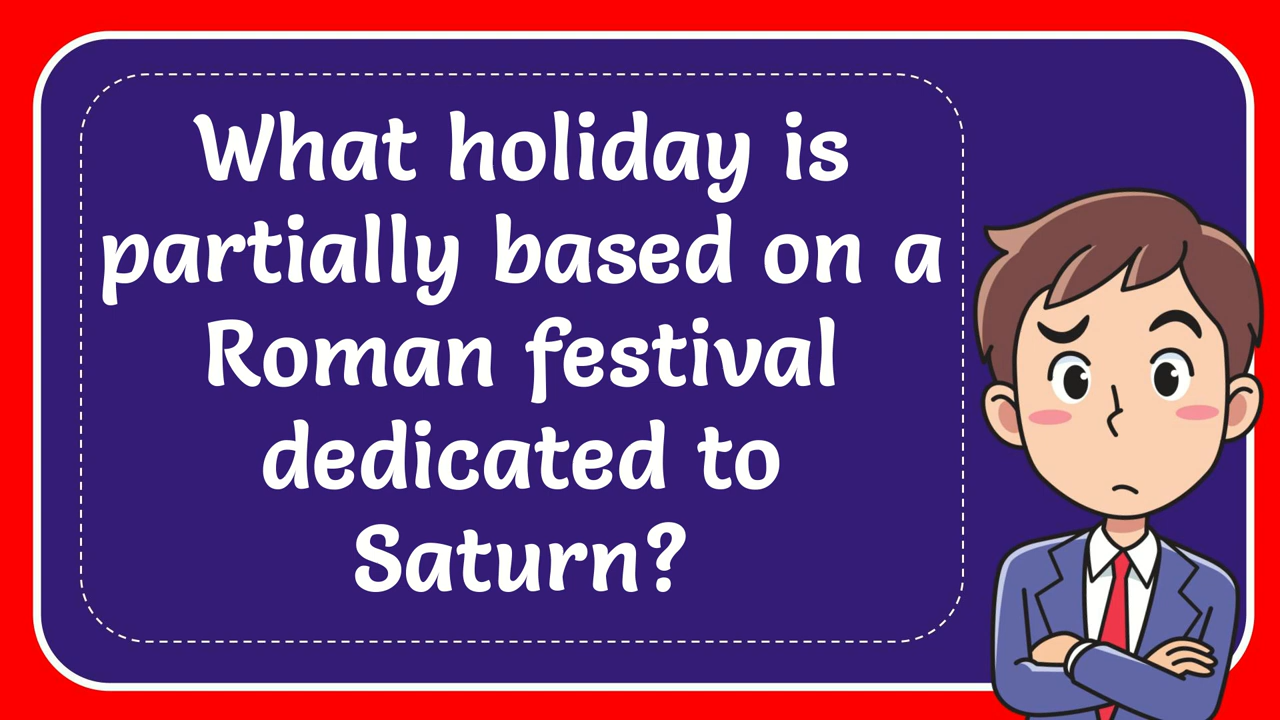 What holiday is
partially based on a
Roman festival
dedicated to
Saturn?